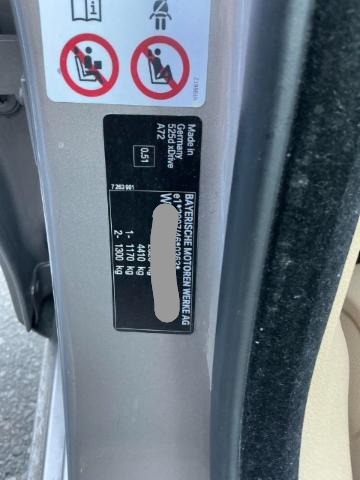 Made in
Germany
525d xDrive
A72
0.51
7 263 981
BAYERISCHE MOTOREN WERKE AG
W
kg
4410 kg
1- 1170 kg
2- 1300 kg